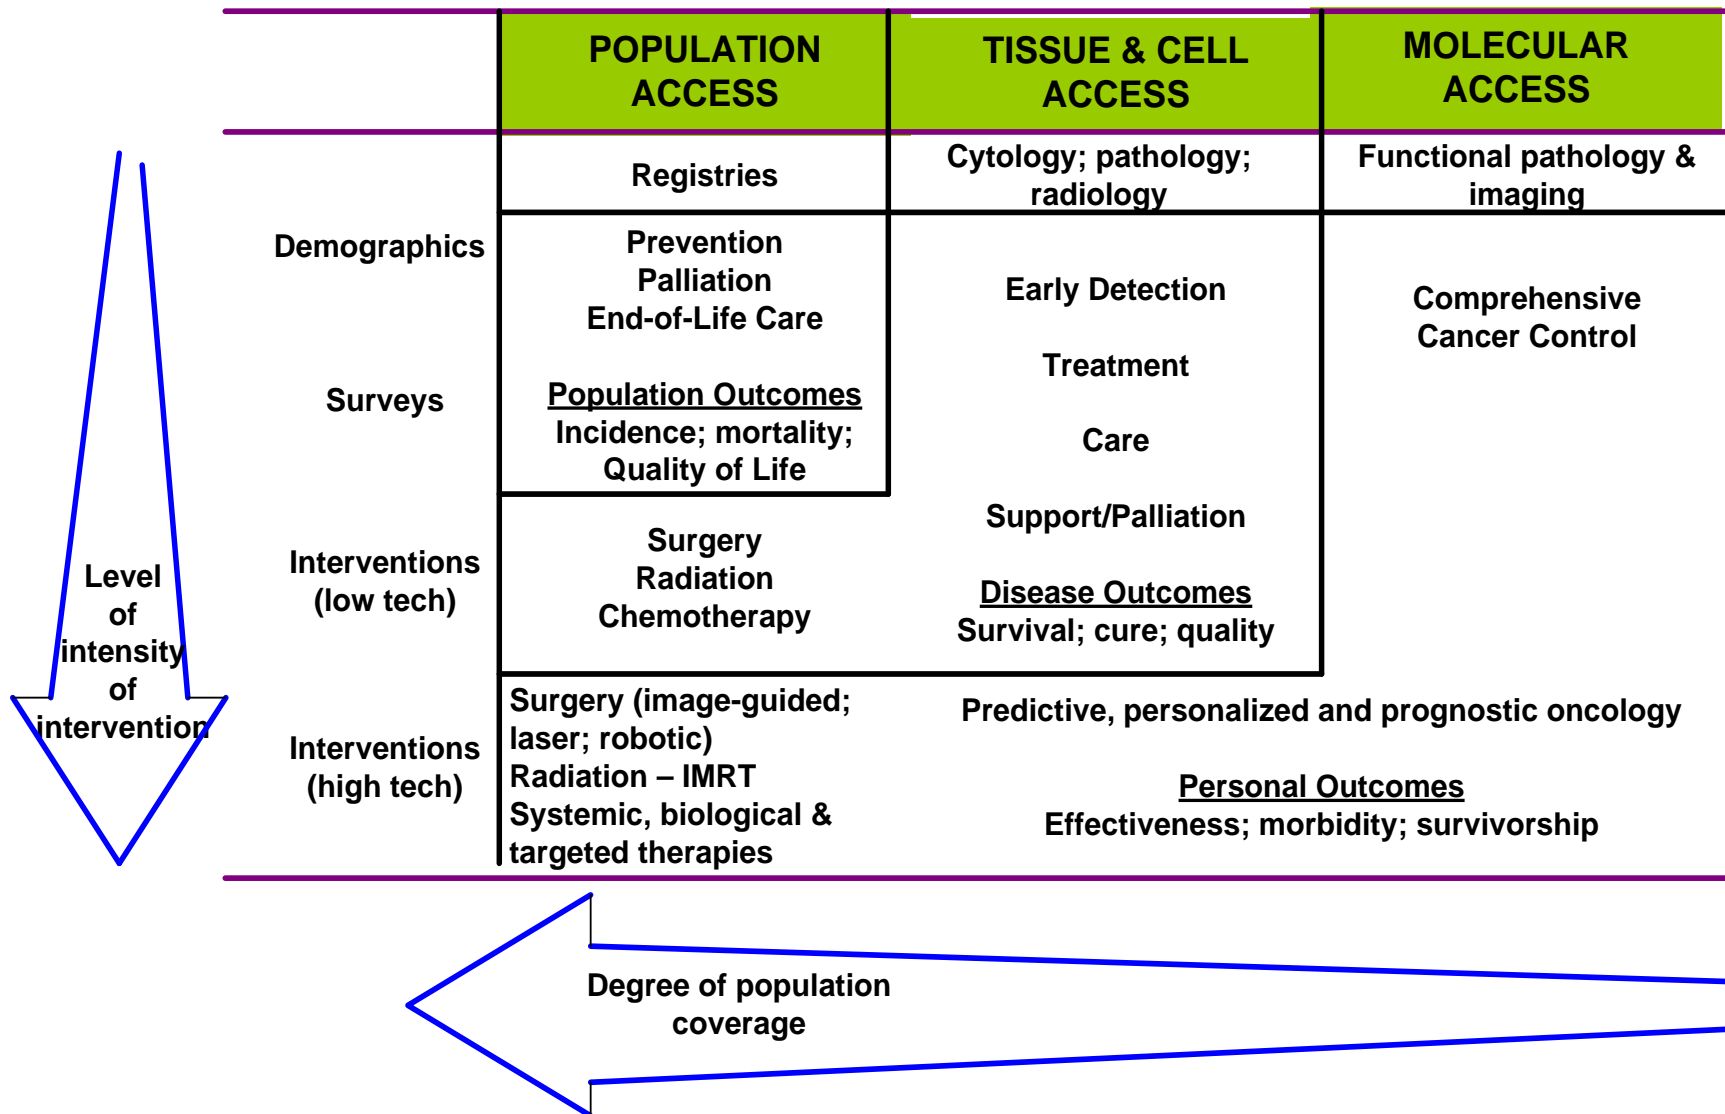 POPULATION
ACCESS
TISSUE & CELL
ACCESS
MOLECULAR
ACCESS
Registries
Cytology; pathology;
radiology
Functional pathology &
imaging
Demographics
Prevention
Palliation
End-of-Life Care
Early Detection
Comprehensive
Cancer Control
Treatment
Surveys
Population Outcomes
Incidence; mortality;
Quality of Life
Care
Support/Palliation
Interventions
(low tech)
Surgery
Radiation
Chemotherapy
Disease Outcomes
Survival; cure; quality
Level
of
intensity
of
intervention
Interventions
(high tech)
Surgery (image-guided;
laser; robotic)
Radiation – IMRT
Systemic, biological &
targeted therapies
Predictive, personalized and prognostic oncology
Personal Outcomes
Effectiveness; morbidity; survivorship
Degree of population
coverage